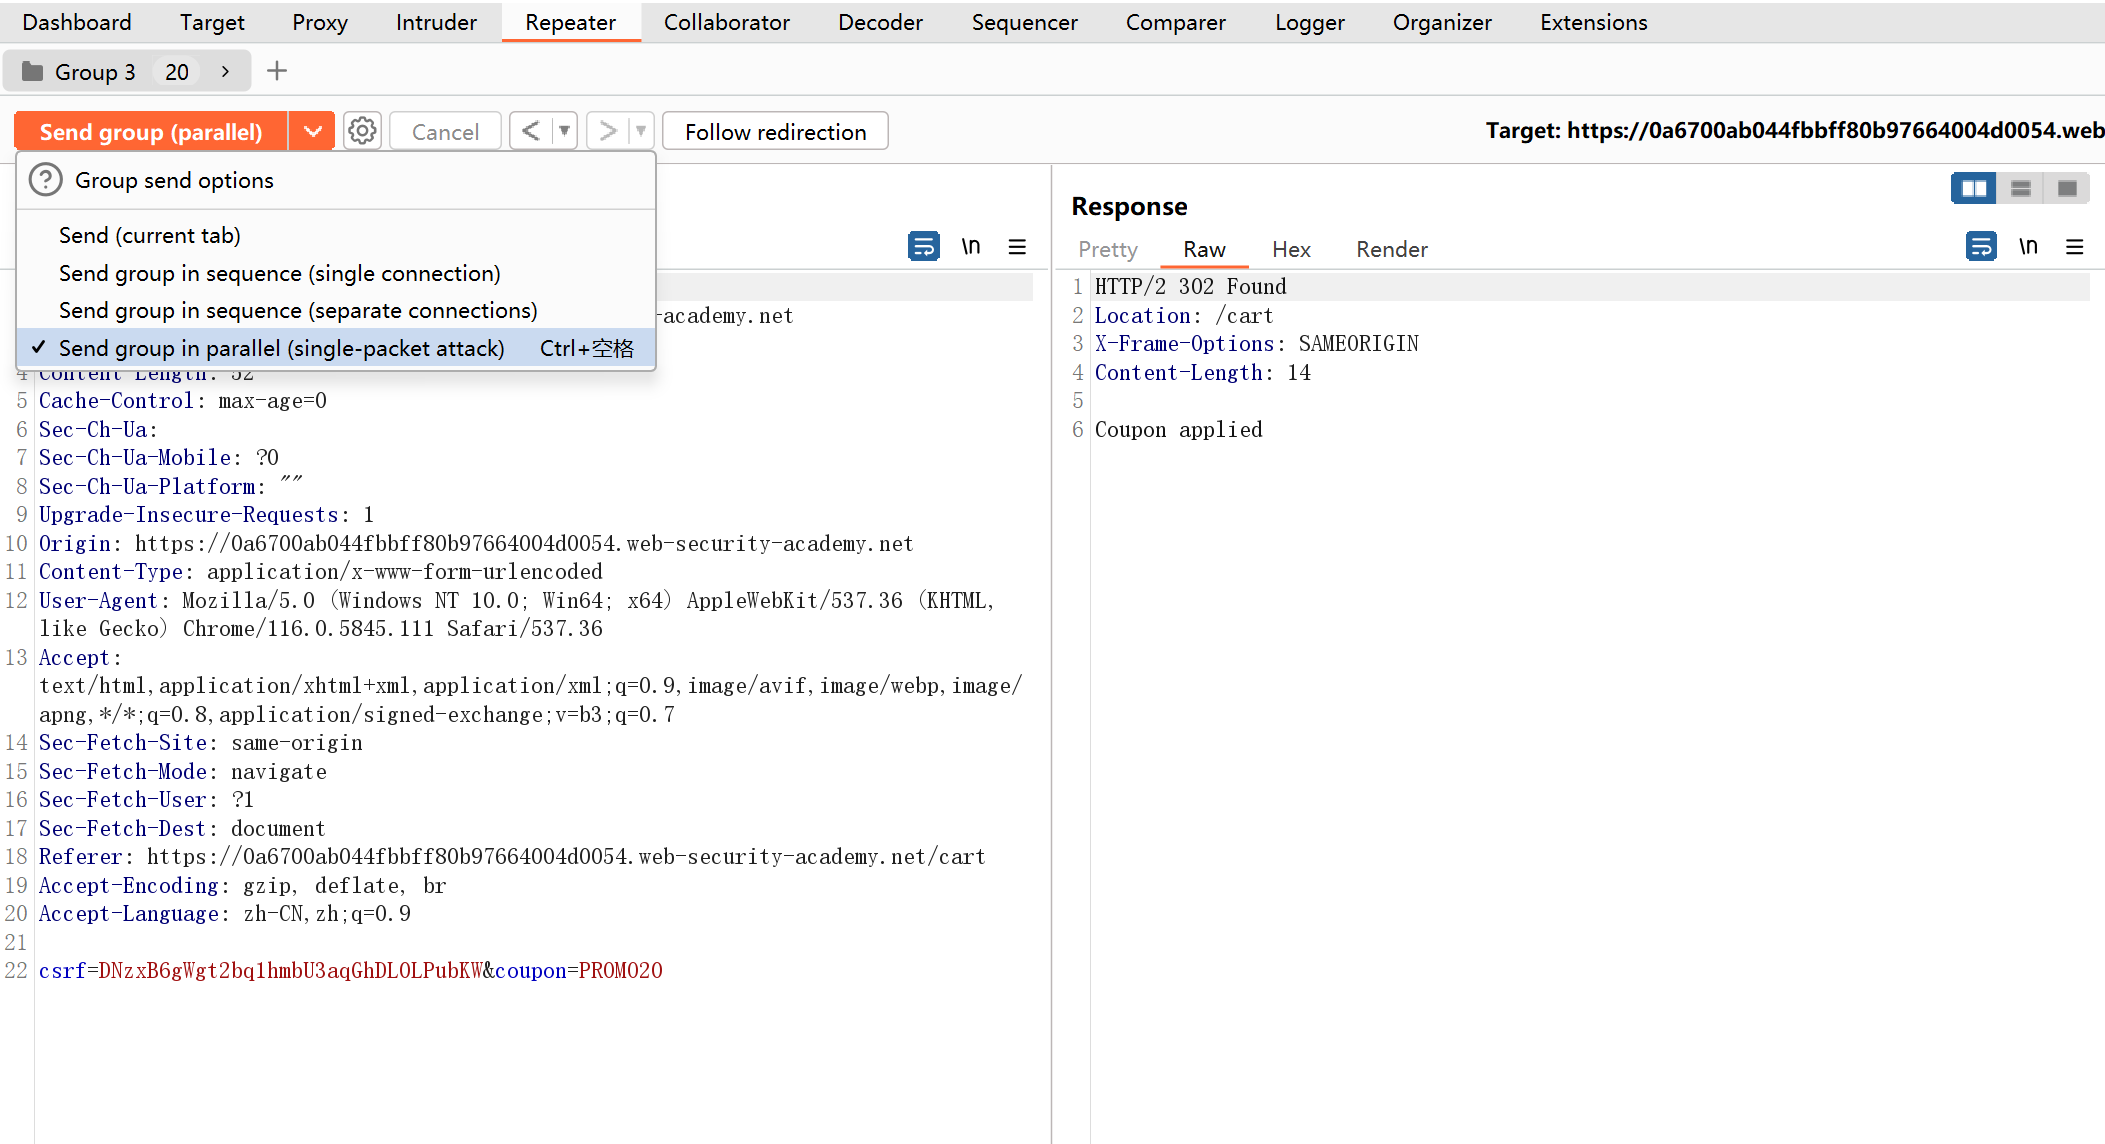 Dashboard Target Proxy Intruder Repeater Collaborator Decoder Sequencer Comparer Logger Organizer Extensions
Group 3 20 > +
Send group (parallel) Cancel < > Follow redirection Target: https://0a6700ab044fbbff80b97664004d0054.web
? Group send options
Send (current tab)
Send group in sequence (single connection)
Send group in sequence (separate connections)
✓ Send group in parallel (single-packet attack) Ctrl+空格
\n
-academy.net
4 Content-Length: 52
5 Cache-Control: max-age=0
6 Sec-Ch-Ua:
7 Sec-Ch-Ua-Mobile: ?0
8 Sec-Ch-Ua-Platform: ""
9 Upgrade-Insecure-Requests: 1
10 Origin: https://0a6700ab044fbbff80b97664004d0054.web-security-academy.net
11 Content-Type: application/x-www-form-urlencoded
12 User-Agent: Mozilla/5.0 (Windows NT 10.0; Win64; x64) AppleWebKit/537.36 (KHTML,
like Gecko) Chrome/116.0.5845.111 Safari/537.36
13 Accept:
text/html,application/xhtml+xml,application/xml;q=0.9,image/avif,image/webp,image/
apng,*/*;q=0.8,application/signed-exchange;v=b3;q=0.7
14 Sec-Fetch-Site: same-origin
15 Sec-Fetch-Mode: navigate
16 Sec-Fetch-User: ?1
17 Sec-Fetch-Dest: document
18 Referer: https://0a6700ab044fbbff80b97664004d0054.web-security-academy.net/cart
19 Accept-Encoding: gzip, deflate, br
20 Accept-Language: zh-CN,zh;q=0.9
21
22 csrf=DNzxB6gWgt2bq1hmbU3aqGhDLOLPubKW&coupon=PROMO20
Response
Pretty Raw Hex Render
\n
1 HTTP/2 302 Found
2 Location: /cart
3 X-Frame-Options: SAMEORIGIN
4 Content-Length: 14
5
6 Coupon applied